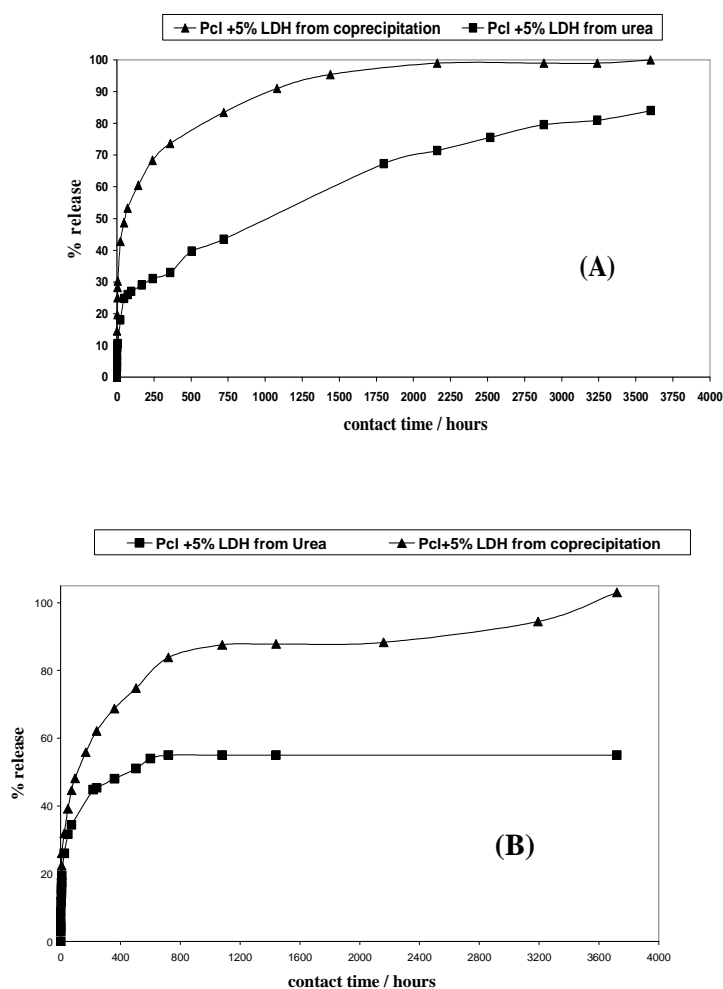 Pcl +5% LDH from coprecipitation Pcl +5% LDH from urea
100
90
80
70
60
50
40
30
20
10
0
% release
(A)
0 250 500 750 1000 1250 1500 1750 2000 2250 2500 2750 3000 3250 3500 3750 4000
contact time / hours
Pcl +5% LDH from Urea Pcl+5% LDH from coprecipitation
100
80
60
40
20
0
% release
(B)
0 400 800 1200 1600 2000 2400 2800 3200 3600 4000
contact time / hours